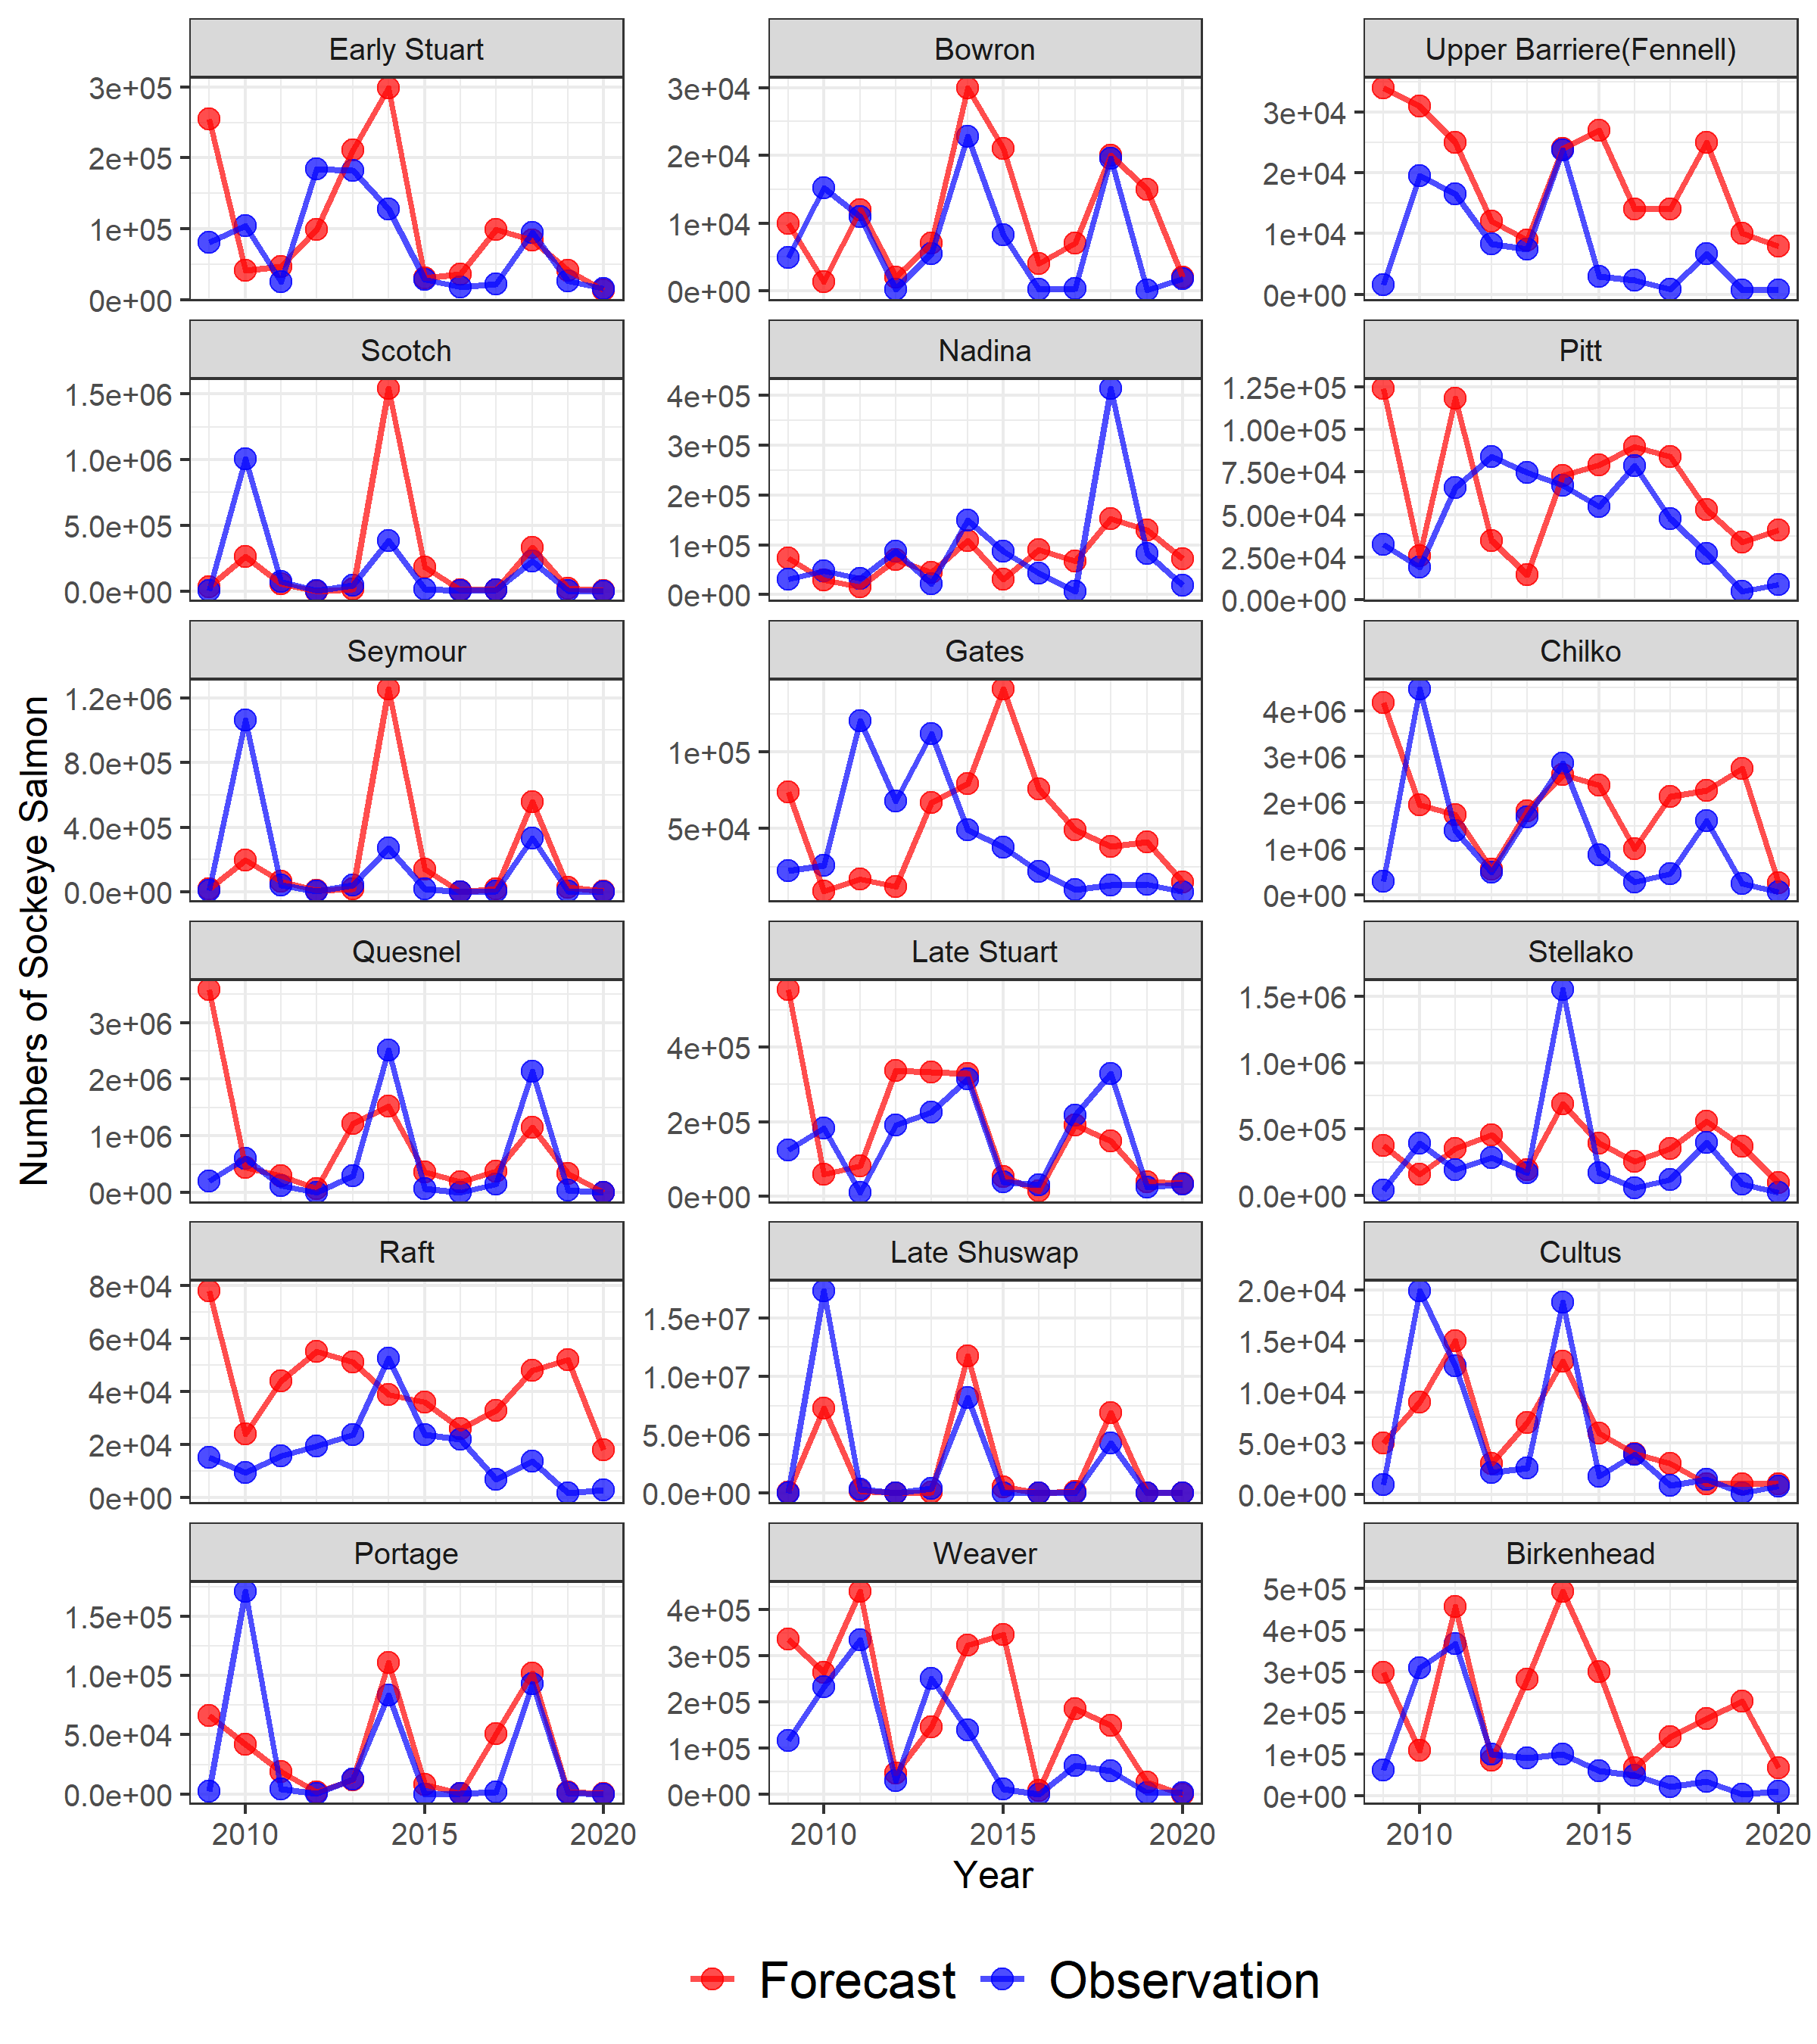 Early Stuart
Bowron
Upper Barriere(Fennell)
3e+05
2e+05
1e+05
0e+00
3e+04
2e+04
1e+04
0e+00
3e+04
2e+04
1e+04
0e+00
Scotch
Nadina
Pitt
1.5e+06
1.0e+06
5.0e+05
0.0e+00
4e+05
3e+05
2e+05
1e+05
0e+00
1.25e+05
1.00e+05
7.50e+04
5.00e+04
2.50e+04
0.00e+00
Seymour
Gates
Chilko
1.2e+06
8.0e+05
4.0e+05
0.0e+00
1e+05
5e+04
4e+06
3e+06
2e+06
1e+06
0e+00
Numbers of Sockeye Salmon
Quesnel
Late Stuart
Stellako
3e+06
2e+06
1e+06
0e+00
4e+05
2e+05
0e+00
1.5e+06
1.0e+06
5.0e+05
0.0e+00
Raft
Late Shuswap
Cultus
8e+04
6e+04
4e+04
2e+04
0e+00
1.5e+07
1.0e+07
5.0e+06
0.0e+00
2.0e+04
1.5e+04
1.0e+04
5.0e+03
0.0e+00
Portage
Weaver
Birkenhead
1.5e+05
1.0e+05
5.0e+04
0.0e+00
4e+05
3e+05
2e+05
1e+05
0e+00
5e+05
4e+05
3e+05
2e+05
1e+05
0e+00
2010 2015 2020
2010 2015 2020
2010 2015 2020
Year
Forecast Observation